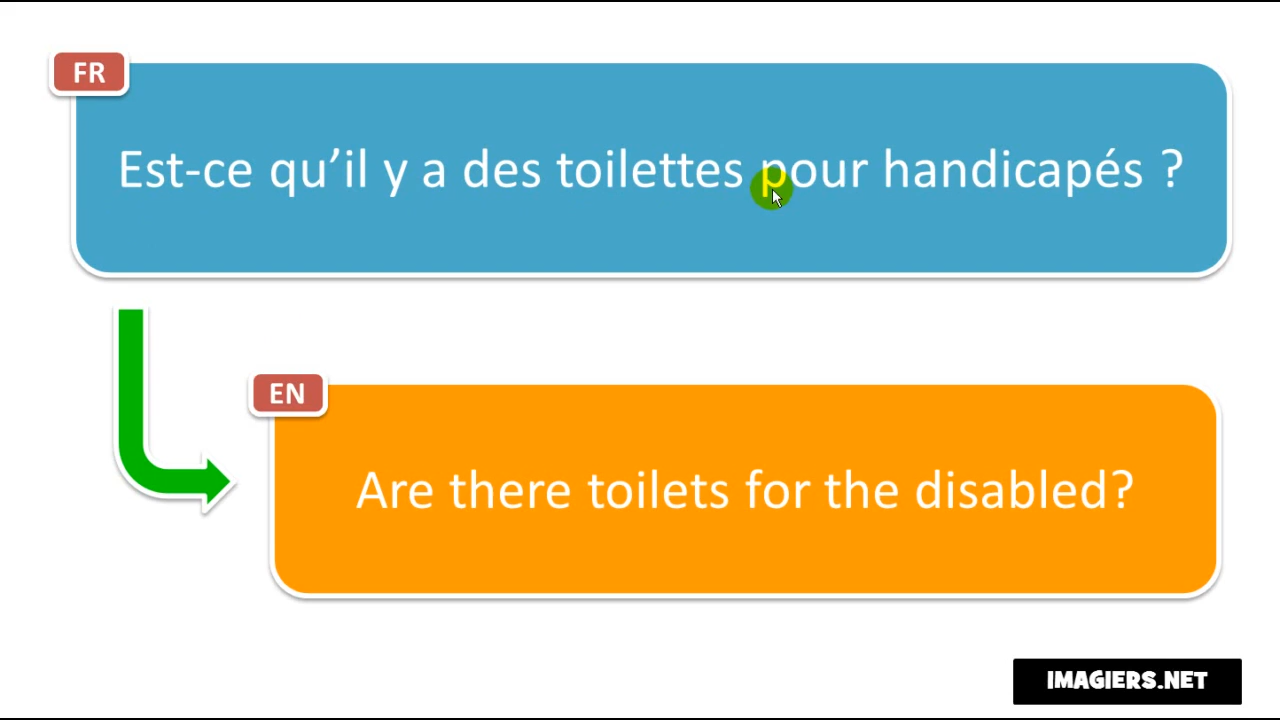 FR
Est-ce qu’il y a des toilettes pour handicapés ?
EN
Are there toilets for the disabled?
IMAGIERS.NET